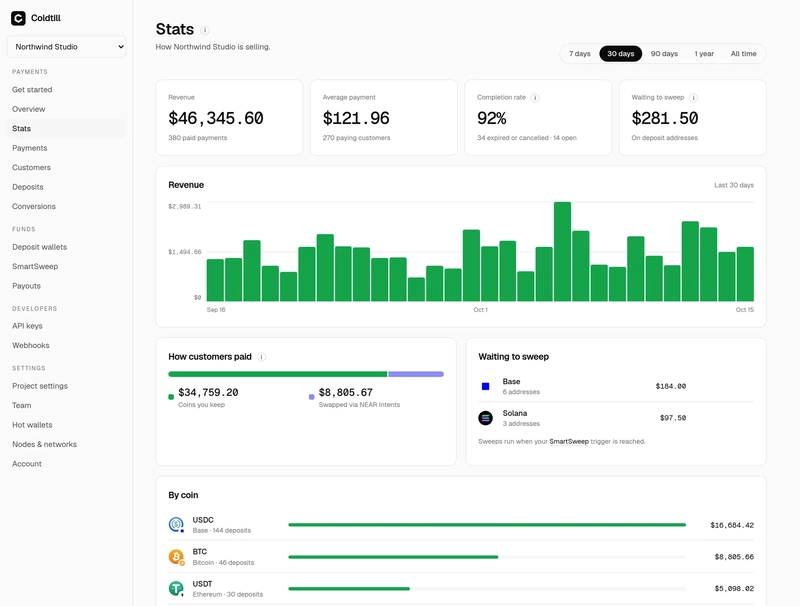 Coldtill
Northwind Studio
PAYMENTS
Get started
Overview
Stats
Payments
Customers
Deposits
Conversions
FUNDS
Deposit wallets
SmartSweep
Payouts
DEVELOPERS
API keys
Webhooks
SETTINGS
Project settings
Team
Hot wallets
Nodes & networks
Account
Stats
How Northwind Studio is selling.
7 days 30 days 90 days 1 year All time
Revenue
$46,345.60
380 paid payments
Average payment
$121.96
270 paying customers
Completion rate
92%
34 expired or cancelled · 14 open
Waiting to sweep
$281.50
On deposit addresses
Revenue
Last 30 days
$2,989.31
$1,494.66
$0
Sep 16 Oct 1 Oct 15
How customers paid
$34,759.20
Coins you keep
$8,805.67
Swapped via NEAR Intents
Waiting to sweep
Base
6 addresses
$184.00
Solana
3 addresses
$97.50
Sweeps run when your SmartSweep trigger is reached.
By coin
USDC
Base · 144 deposits
$16,684.42
BTC
Bitcoin · 46 deposits
$8,805.66
USDT
Ethereum · 30 deposits
$5,098.02